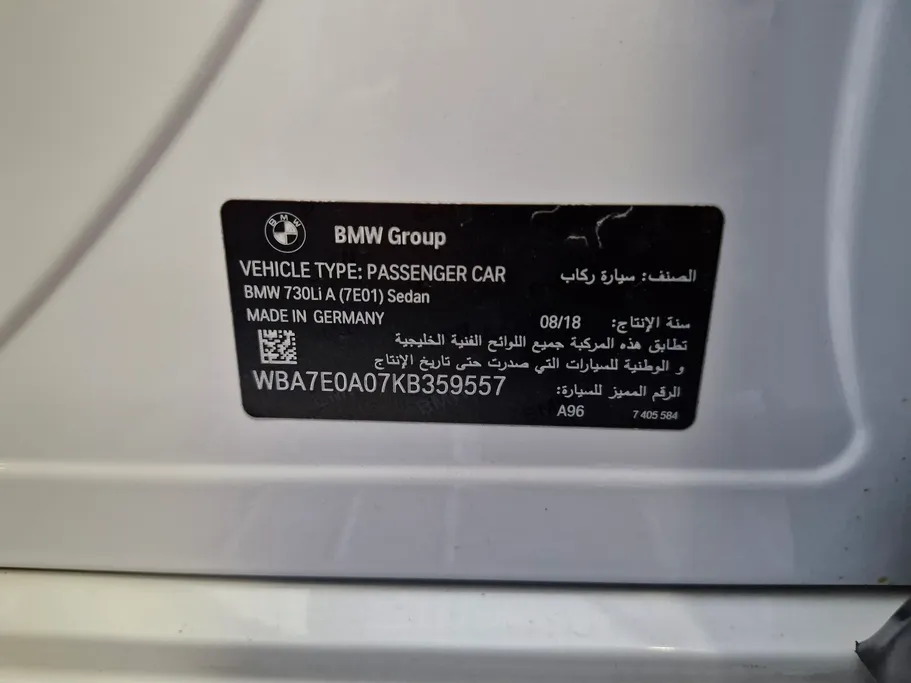 BMW
BMW Group
VEHICLE TYPE: PASSENGER CAR
الصنف: سيارة ركاب
BMW 730Li A (7E01) Sedan
MADE IN GERMANY
سنة الإنتاج: 08/18
تطابق هذه المركبة جميع اللوائح الفنية الخليجية
و الوطنية للسيارات التي صدرت حتى تاريخ الإنتاج
الرقم المميز للسيارة: WBA7E0A07KB359557
A96 7 405 584